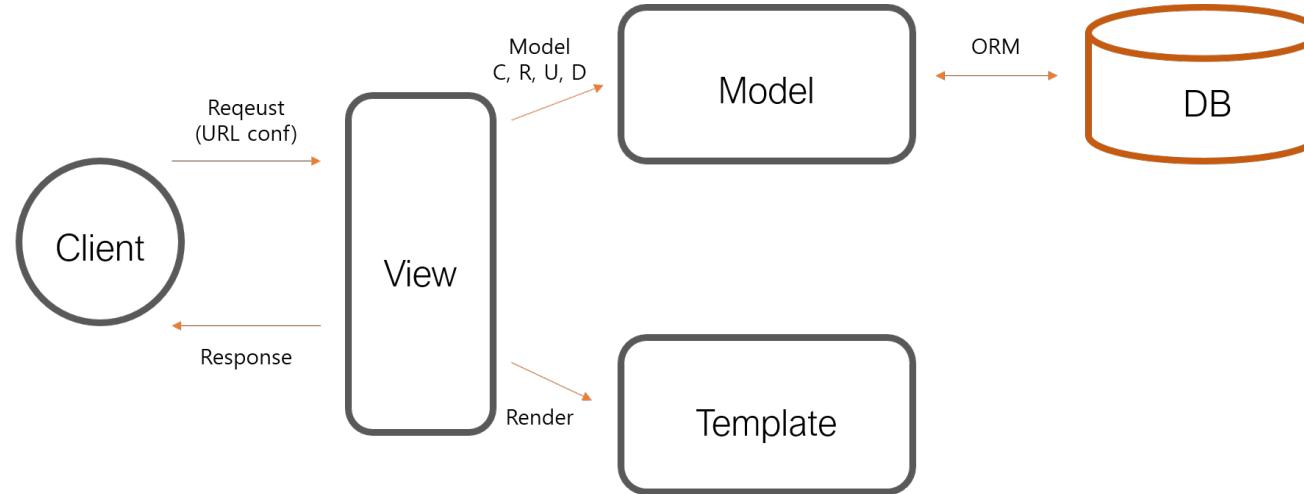 Model
C, R, U, D
Model
ORM
DB
Reqeust
(URL conf)
Client
View
Response
Render
Template